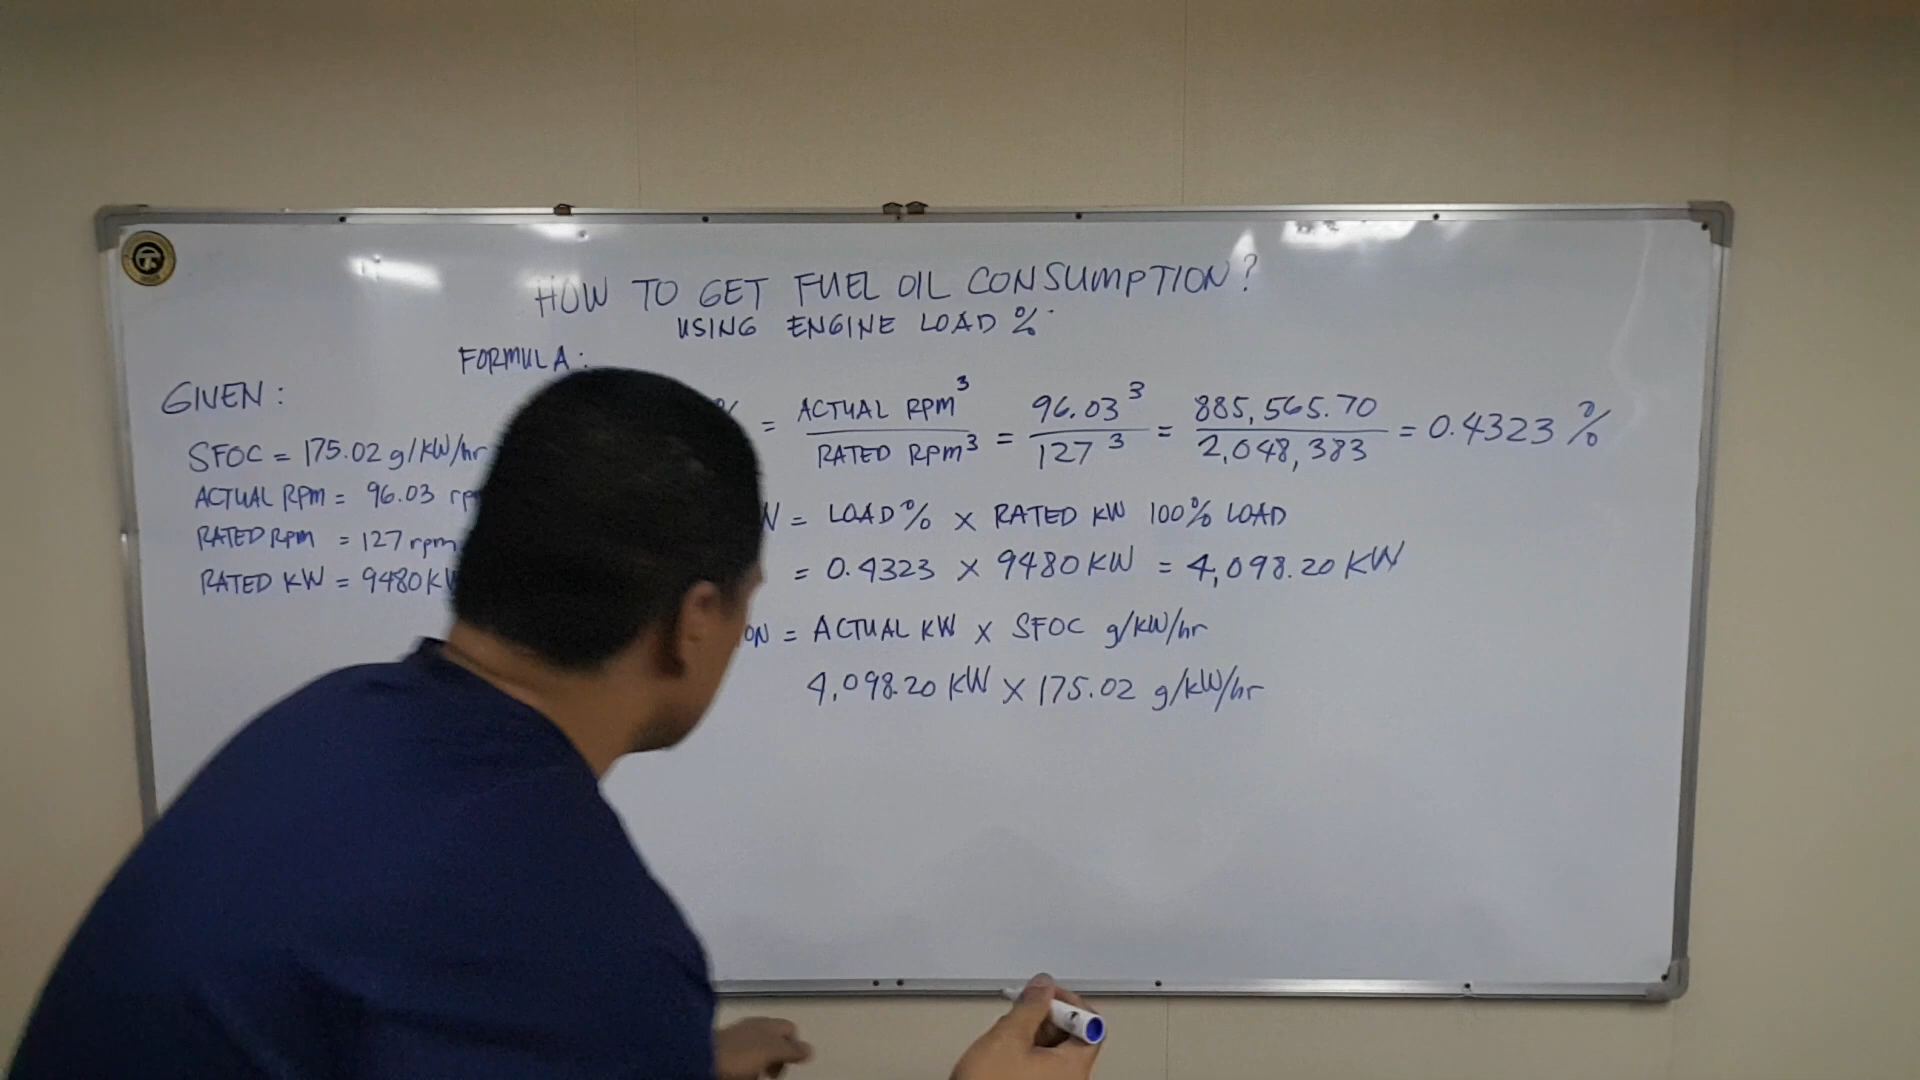 HOW TO GET FUEL OIL CONSUMPTION?
USING ENGINE LOAD %
FORMULA:
GIVEN:
SFOC = 175.02 g/KW/hr
ACTUAL RPM = 96.03
RATED RPM = 127 rpm
RATED KW = 9480 KW
% = ACTUAL RPM³ / RATED RPM³ = 96.03³ / 127³ = 885,565.70 / 2,048,383 = 0.4323 %
= LOAD % X RATED KW 100% LOAD
= 0.4323 X 9480 KW = 4,098.20 KW
= ACTUAL KW X SFOC g/KW/hr
4,098.20 KW X 175.02 g/KW/hr